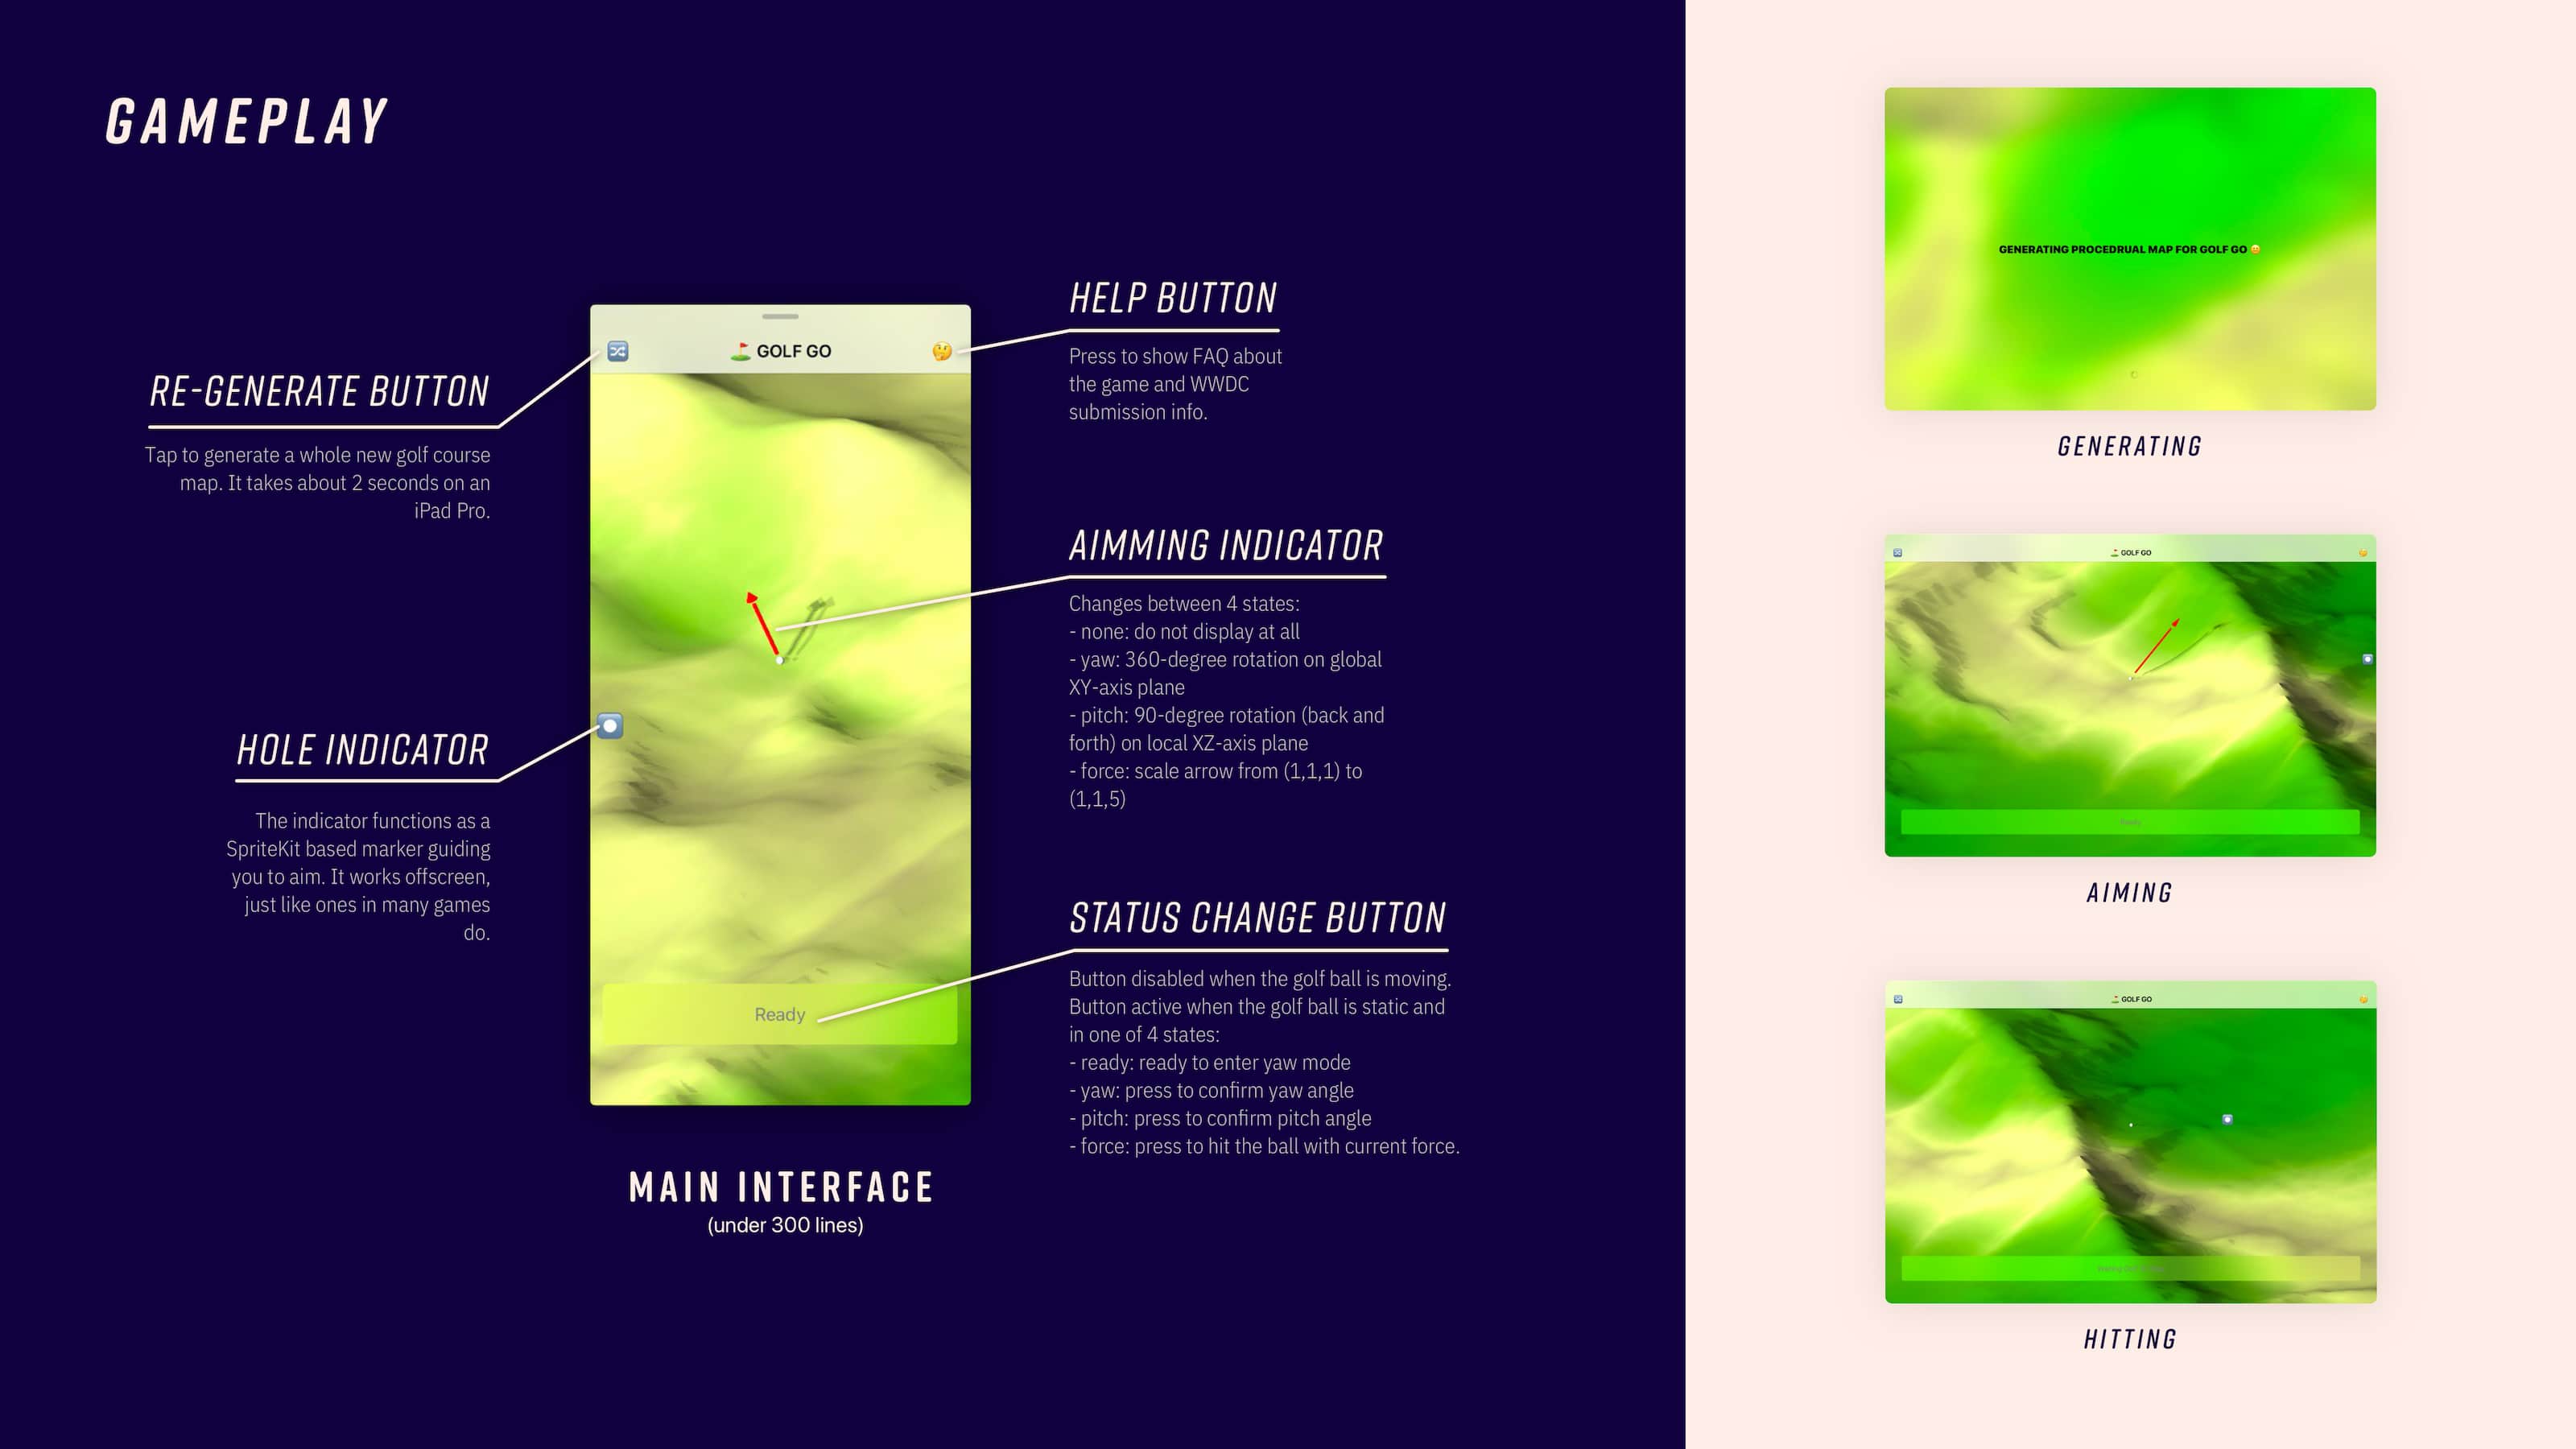 GAMEPLAY
RE-GENERATE BUTTON
Tap to generate a whole new golf course
map. It takes about 2 seconds on an
iPad Pro.
HOLE INDICATOR
The indicator functions as a
SpriteKit based marker guiding
you to aim. It works offscreen,
just like ones in many games
do.
GOLF GO
Ready
MAIN INTERFACE
(under 300 lines)
HELP BUTTON
Press to show FAQ about
the game and WWDC
submission info.
AIMMING INDICATOR
Changes between 4 states:
- none: do not display at all
- yaw: 360-degree rotation on global
XY-axis plane
- pitch: 90-degree rotation (back and
forth) on local XZ-axis plane
- force: scale arrow from (1,1,1) to
(1,1,5)
STATUS CHANGE BUTTON
Button disabled when the golf ball is moving.
Button active when the golf ball is static and
in one of 4 states:
- ready: ready to enter yaw mode
- yaw: press to confirm yaw angle
- pitch: press to confirm pitch angle
- force: press to hit the ball with current force.
GENERATING PROCEDRUAL MAP FOR GOLF GO
GENERATING
GOLF GO
Ready
AIMING
GOLF GO
HITTING